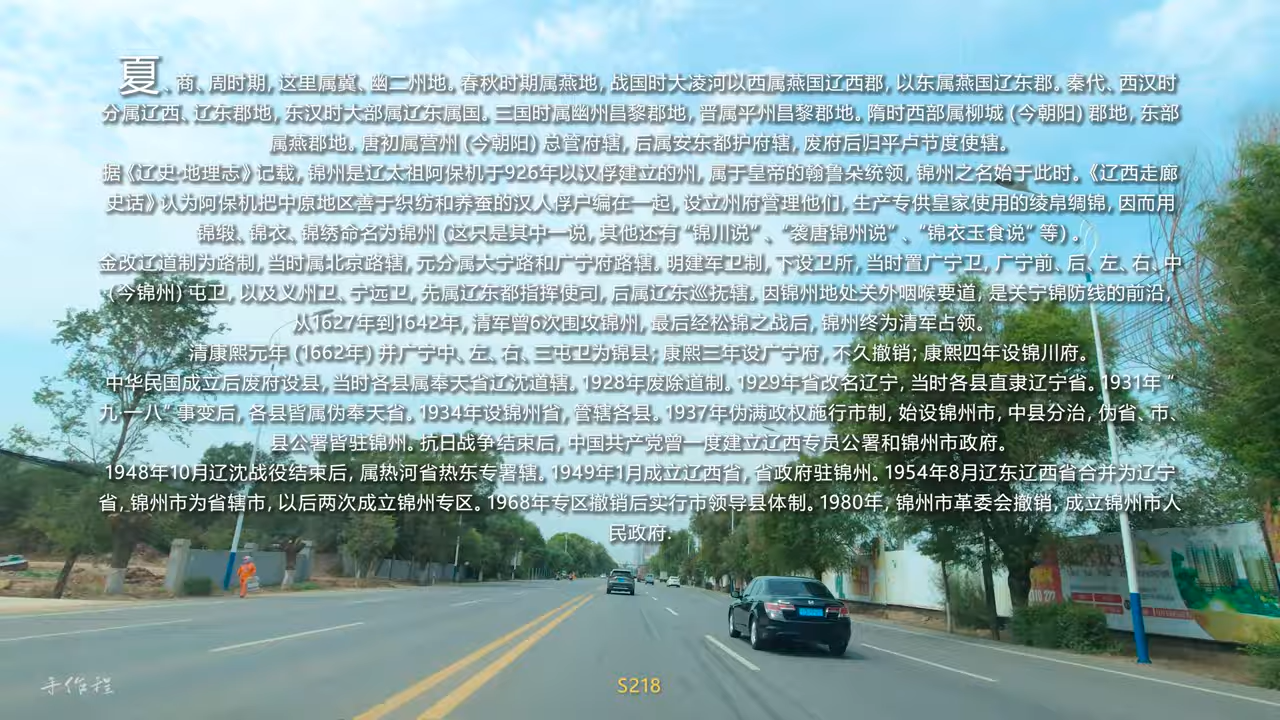 夏、商、周时期，这里属冀、幽二州地。春秋时期属燕地，战国时大凌河以西属燕国辽西郡，以东属燕国辽东郡。秦代、西汉时
分属辽西、辽东郡地，东汉时大部属辽东属国。三国时属幽州昌黎郡地，晋属平州昌黎郡地。隋时西部属柳城（今朝阳）郡地，东部
属燕郡地。唐初属营州（今朝阳）总管府辖，后属安东都护府辖，废府后归平卢节度使辖。
据《辽史·地理志》记载，锦州是辽太祖阿保机于926年以汉俘建立的州，属于皇帝的斡鲁朵统领，锦州之名始于此时。《辽西走廊
史话》认为阿保机把中原地区善于织纺和养蚕的汉人俘户编在一起，设立州府管理他们，生产专供皇家使用的绫帛绸锦，因而用
锦缎、锦衣、锦绣命名为锦州（这只是其中一说，其他还有“锦川说”、“袭唐锦州说”、“锦衣玉食说”等）。
金改辽道制为路制，当时属北京路辖，元分属大宁路和广宁府路辖。明建军卫制，下设卫所，当时置广宁卫，广宁前、后、左、右、中
（今锦州）屯卫，以及义州卫、宁远卫，先属辽东都指挥使司，后属辽东巡抚辖。因锦州地处关外咽喉要道，是关宁锦防线的前沿，
从1627年到1642年，清军曾6次围攻锦州，最后经松锦之战后，锦州终为清军占领。
清康熙元年（1662年）并广宁中、左、右、三屯卫为锦县；康熙三年设广宁府，不久撤销；康熙四年设锦川府。
中华民国成立后废府设县，当时各县属奉天省辽沈道辖。1928年废除道制。1929年省改名辽宁，当时各县直隶辽宁省。1931年“
九一八”事变后，各县皆属伪奉天省。1934年设锦州省，管辖各县。1937年伪满政权施行市制，始设锦州市，中县分治，伪省、市、
县公署皆驻锦州。抗日战争结束后，中国共产党曾一度建立辽西专员公署和锦州市政府。
1948年10月辽沈战役结束后，属热河省热东专署辖。1949年1月成立辽西省，省政府驻锦州。1954年8月辽东辽西省合并为辽宁
省，锦州市为省辖市，以后两次成立锦州专区。1968年专区撤销后实行市领导县体制。1980年，锦州市革委会撤销，成立锦州市人
民政府.
S218